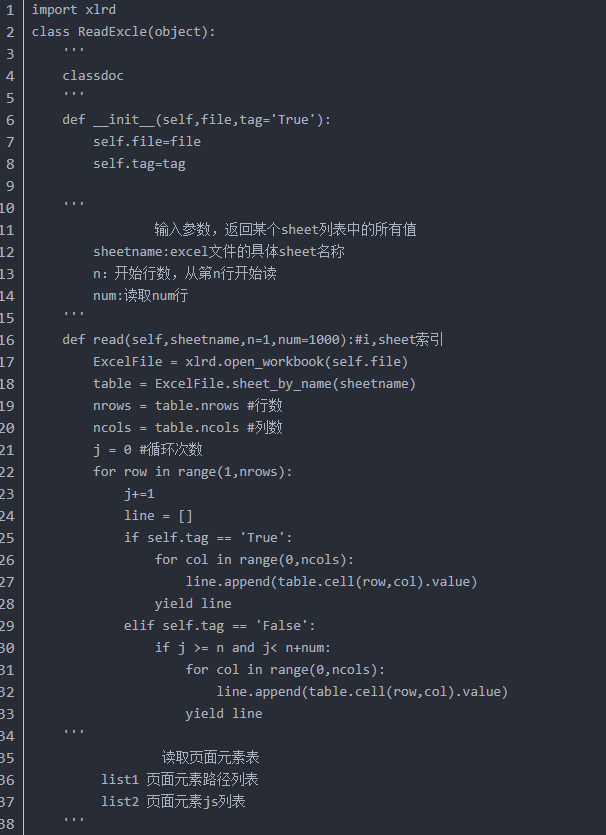 1 import xlrd
2 class ReadExcle(object):
3     '''
4     classdoc
5     '''
6     def __init__(self,file,tag='True'):
7         self.file=file
8         self.tag=tag
9
10     '''
11                 输入参数，返回某个sheet列表中的所有值
12         sheetname:excel文件的具体sheet名称
13         n：开始行数，从第n行开始读
14         num:读取num行
15     '''
16     def read(self,sheetname,n=1,num=1000):#i,sheet索引
17         ExcelFile = xlrd.open_workbook(self.file)
18         table = ExcelFile.sheet_by_name(sheetname)
19         nrows = table.nrows #行数
20         ncols = table.ncols #列数
21         j = 0 #循环次数
22         for row in range(1,nrows):
23             j+=1
24             line = []
25             if self.tag == 'True':
26                 for col in range(0,ncols):
27                     line.append(table.cell(row,col).value)
28                 yield line
29             elif self.tag == 'False':
30                 if j >= n and j< n+num:
31                     for col in range(0,ncols):
32                         line.append(table.cell(row,col).value)
33                     yield line
34     '''
35                  读取页面元素表
36          list1 页面元素路径列表
37          list2 页面元素js列表
38     '''